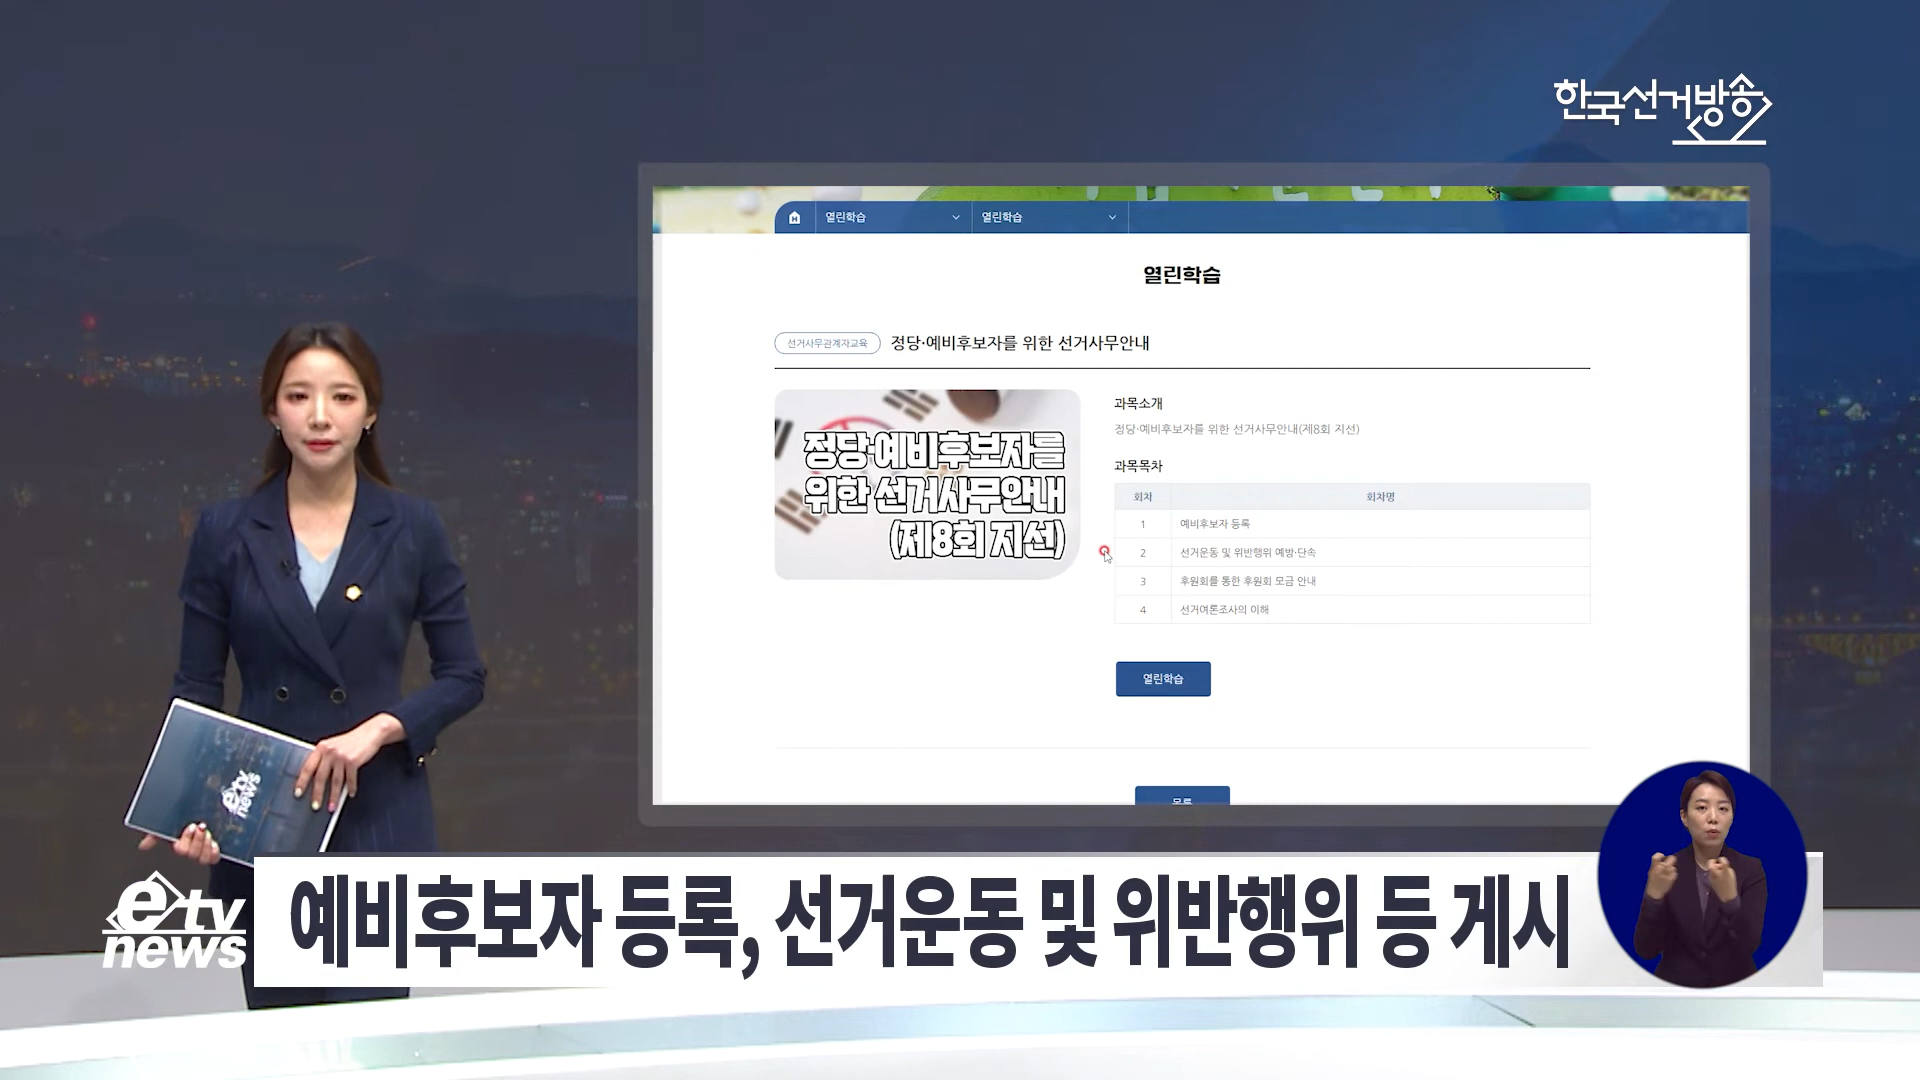 한국선거방송
열린학습
열린학습
열린학습
선거사무관계자교육
정당·예비후보자를 위한 선거사무안내
정당·예비후보자를
위한 선거사무안내
(제8회 지선)
과목소개
정당·예비후보자를 위한 선거사무안내(제8회 지선)
과목목차
회차 회차명
1 예비후보자 등록
2 선거운동 및 위반행위 예방·단속
3 후원회를 통한 후원회 모금 안내
4 선거여론조사의 이해
열린학습
목록
etv
news
etv
news
예비후보자 등록, 선거운동 및 위반행위 등 게시